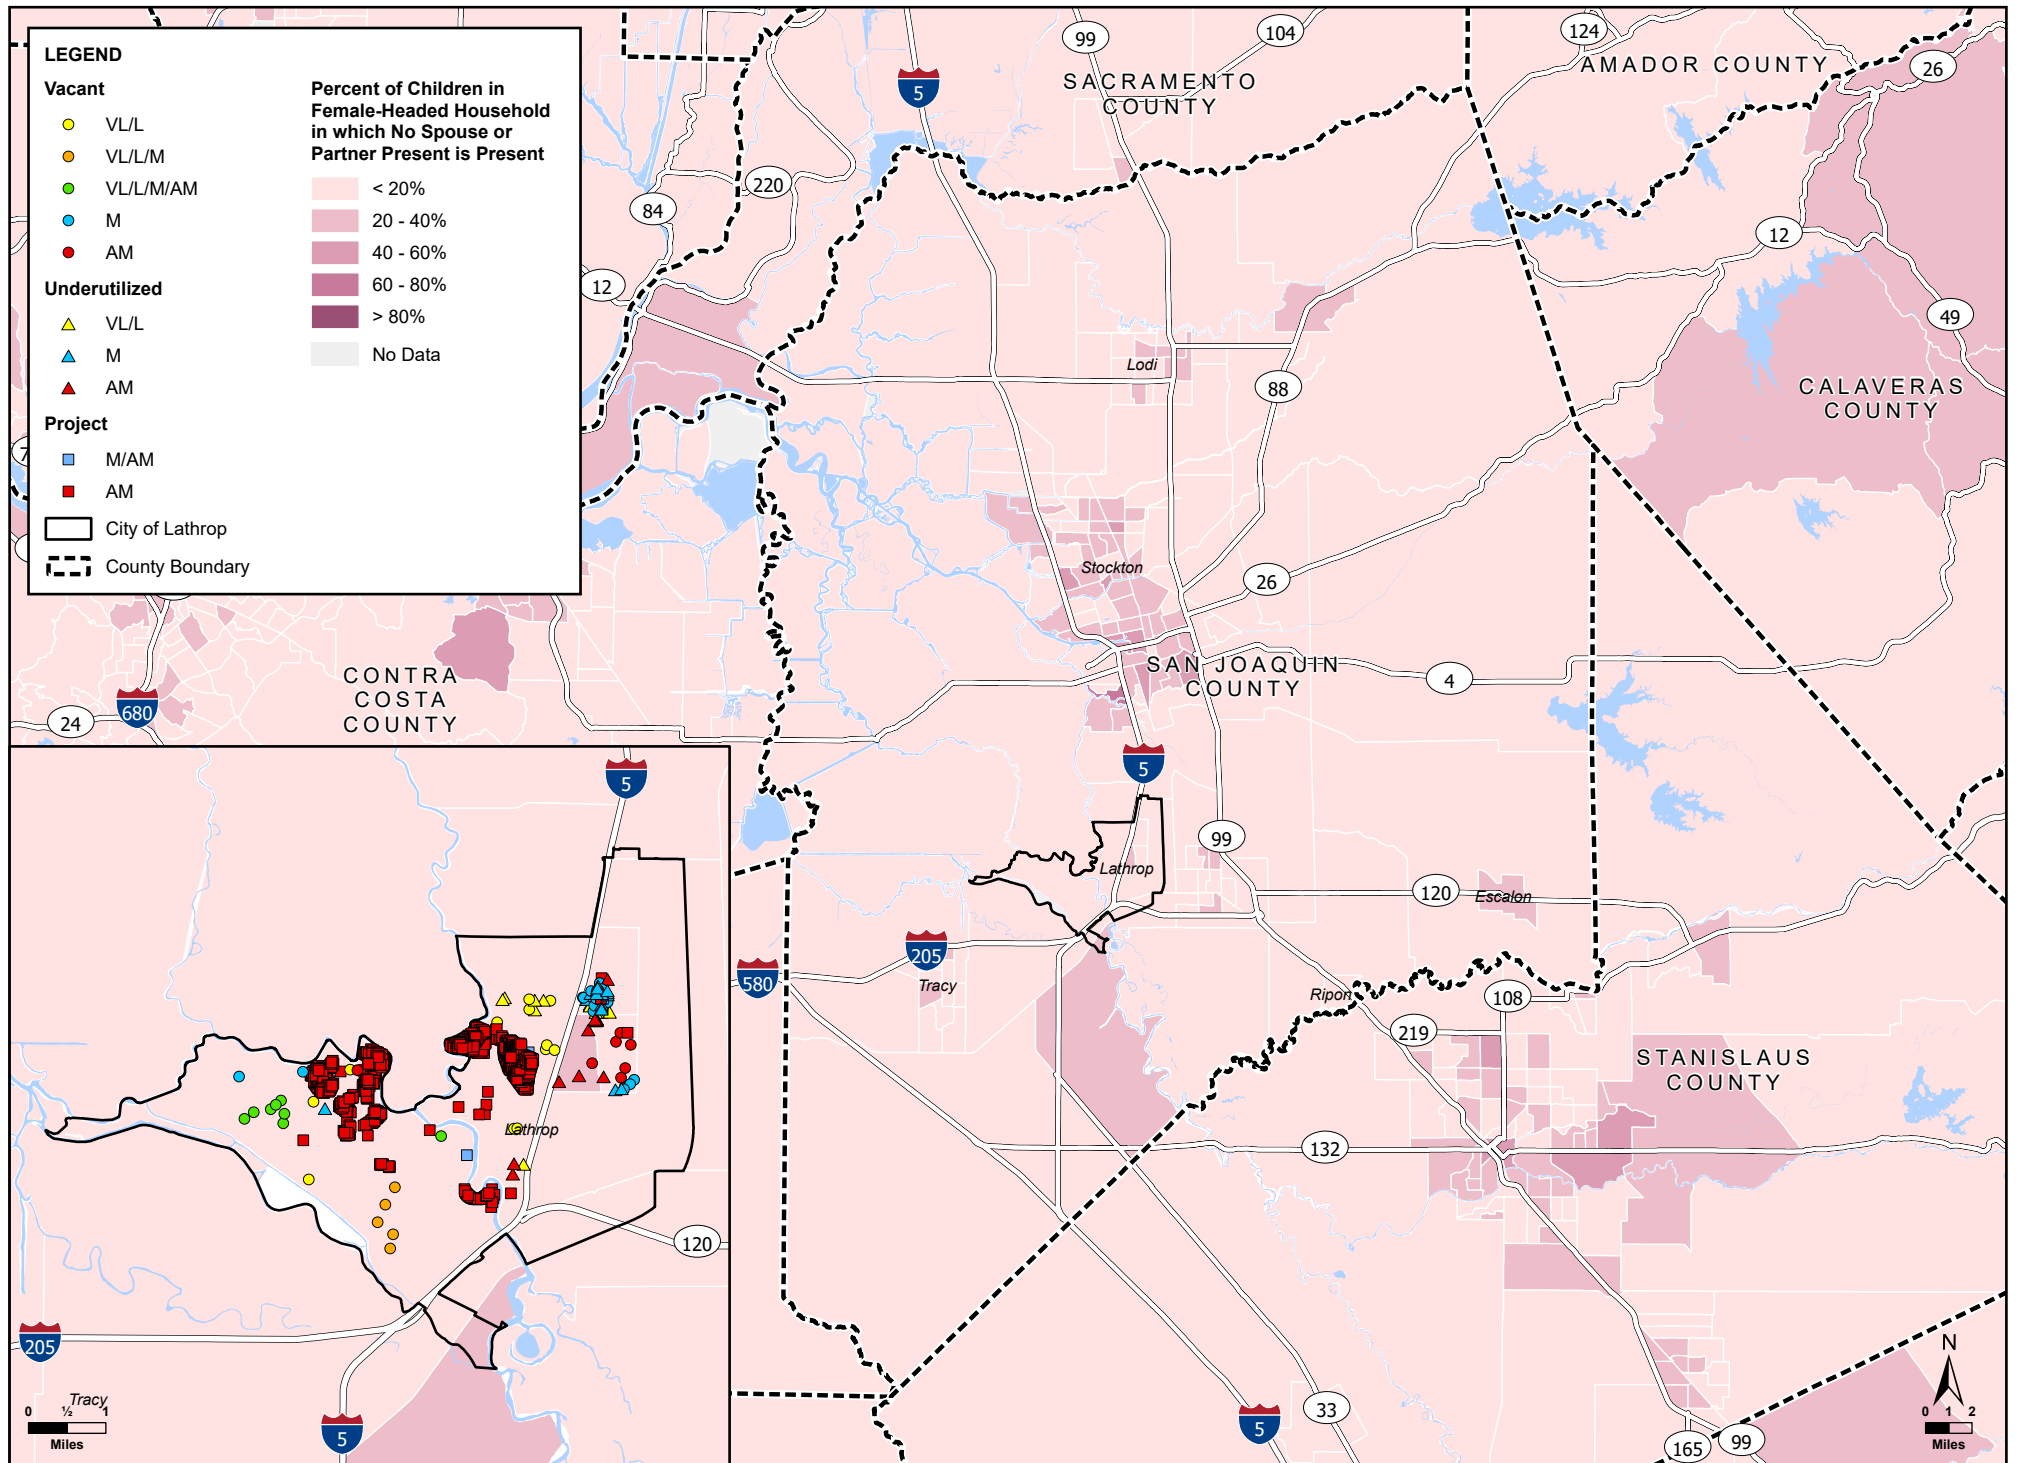 LEGEND
Vacant
VL/L
VL/L/M
VL/L/M/AM
M
AM
Underutilized
VL/L
M
AM
Project
M/AM
AM
City of Lathrop
County Boundary
Percent of Children in
Female-Headed Household
in which No Spouse or
Partner Present is Present
< 20%
20 - 40%
40 - 60%
60 - 80%
> 80%
No Data
99
104
124
26
5
SACRAMENTO
COUNTY
AMADOR COUNTY
220
84
12
12
49
Lodi
88
CALAVERAS
COUNTY
7
Stockton
26
CONTRA
COSTA
COUNTY
SAN JOAQUIN
COUNTY
4
680
24
5
99
Lathrop
120
Escalon
205
580
Tracy
Ripon
108
219
STANISLAUS
COUNTY
132
33
5
165
99
N
0 1 2
Miles
5
Lathrop
120
205
Tracy
5
0 ½ 1
Miles